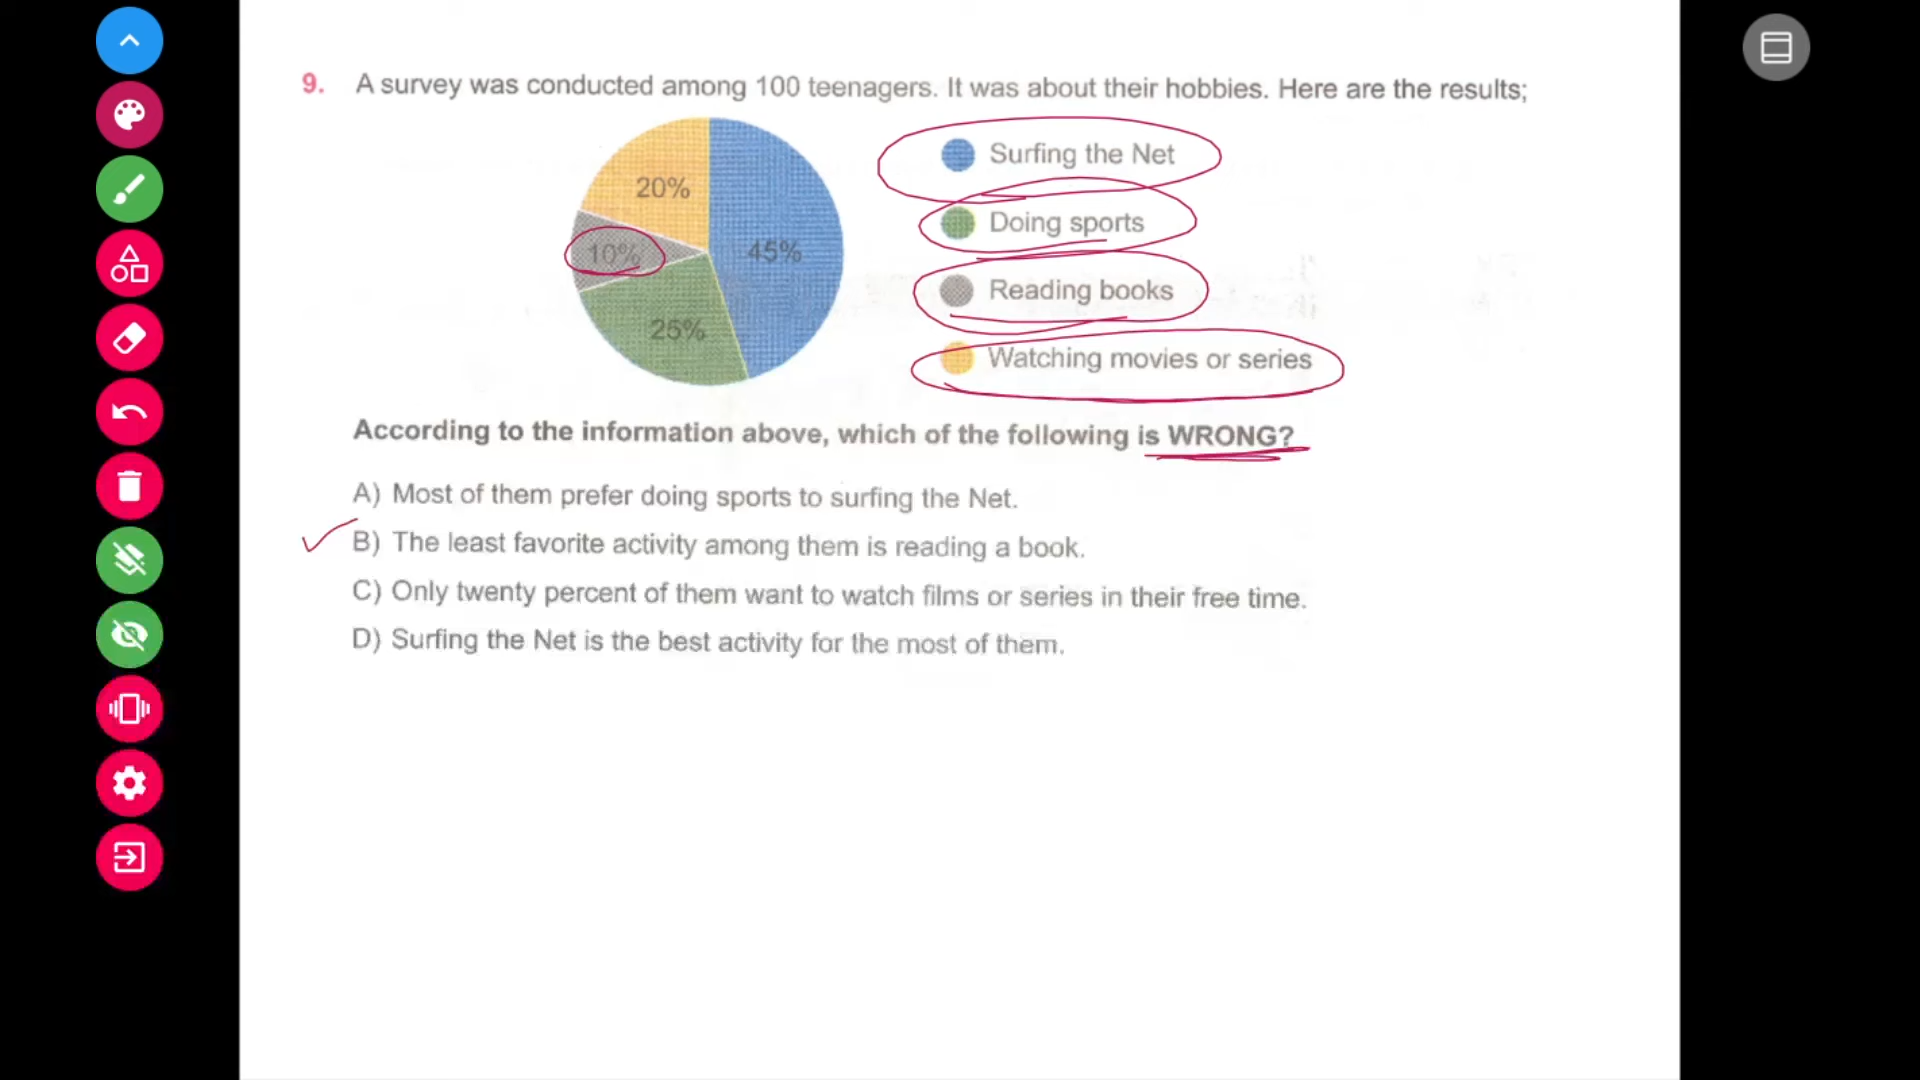 9. A survey was conducted among 100 teenagers. It was about their hobbies. Here are the results;
Surfing the Net
20%
Doing sports
10%
45%
Reading books
25%
Watching movies or series
According to the information above, which of the following is WRONG?
A) Most of them prefer doing sports to surfing the Net.
B) The least favorite activity among them is reading a book.
C) Only twenty percent of them want to watch films or series in their free time.
D) Surfing the Net is the best activity for the most of them.